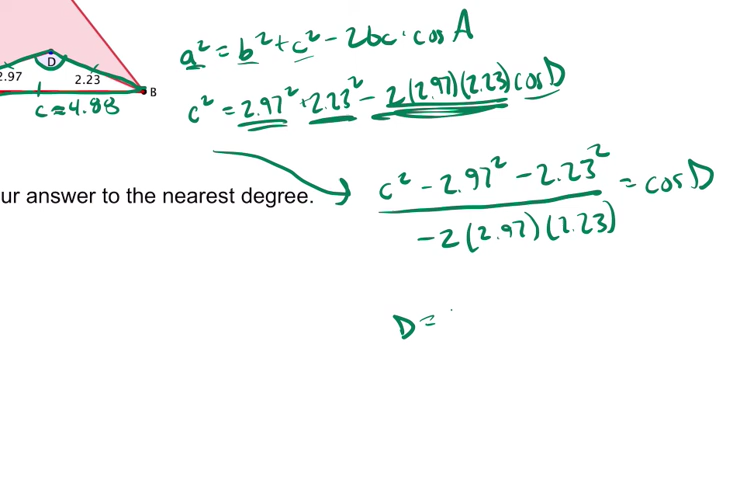 a² = b² + c² - 2bc · cos A
D
2.97
2.23
B
c ≈ 4.88
c² = 2.97² + 2.23² - 2(2.97)(2.23) cos D
ur answer to the nearest degree.
c² - 2.97² - 2.23² = cos D
-2(2.97)(2.23)
D =